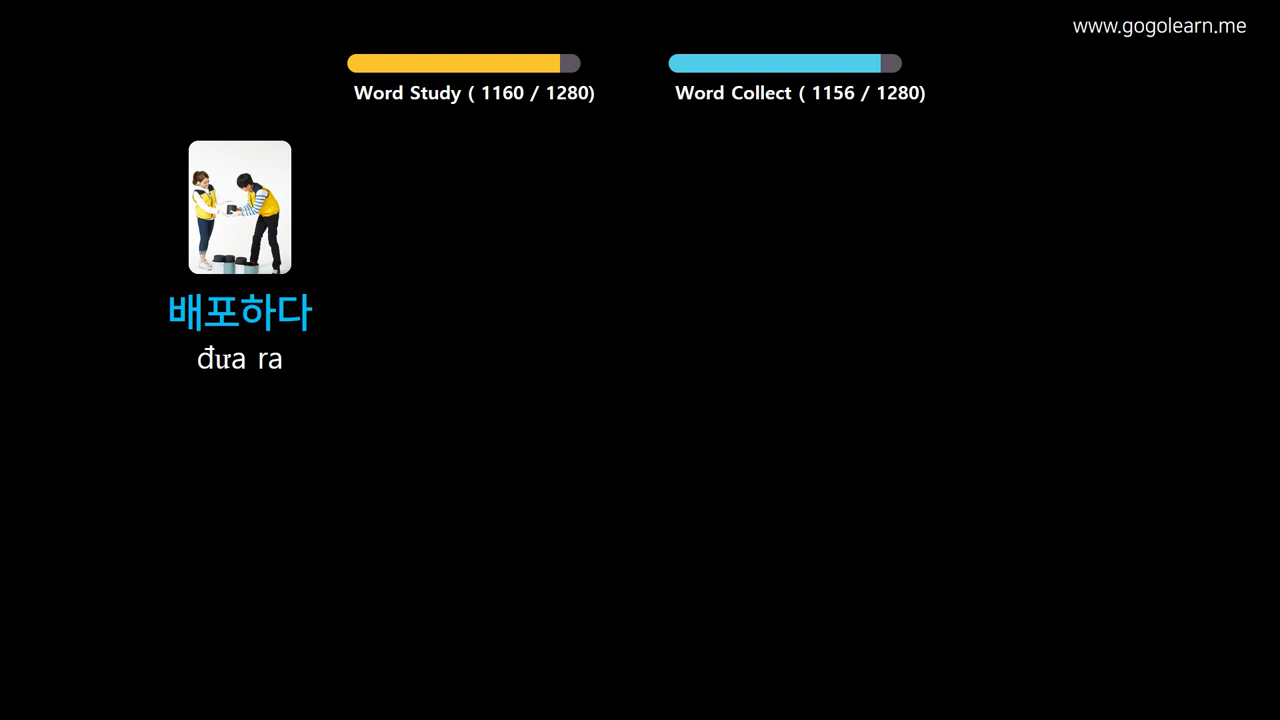 www.gogolearn.me
Word Study ( 1160 / 1280)
Word Collect ( 1156 / 1280)
배포하다
đưa ra